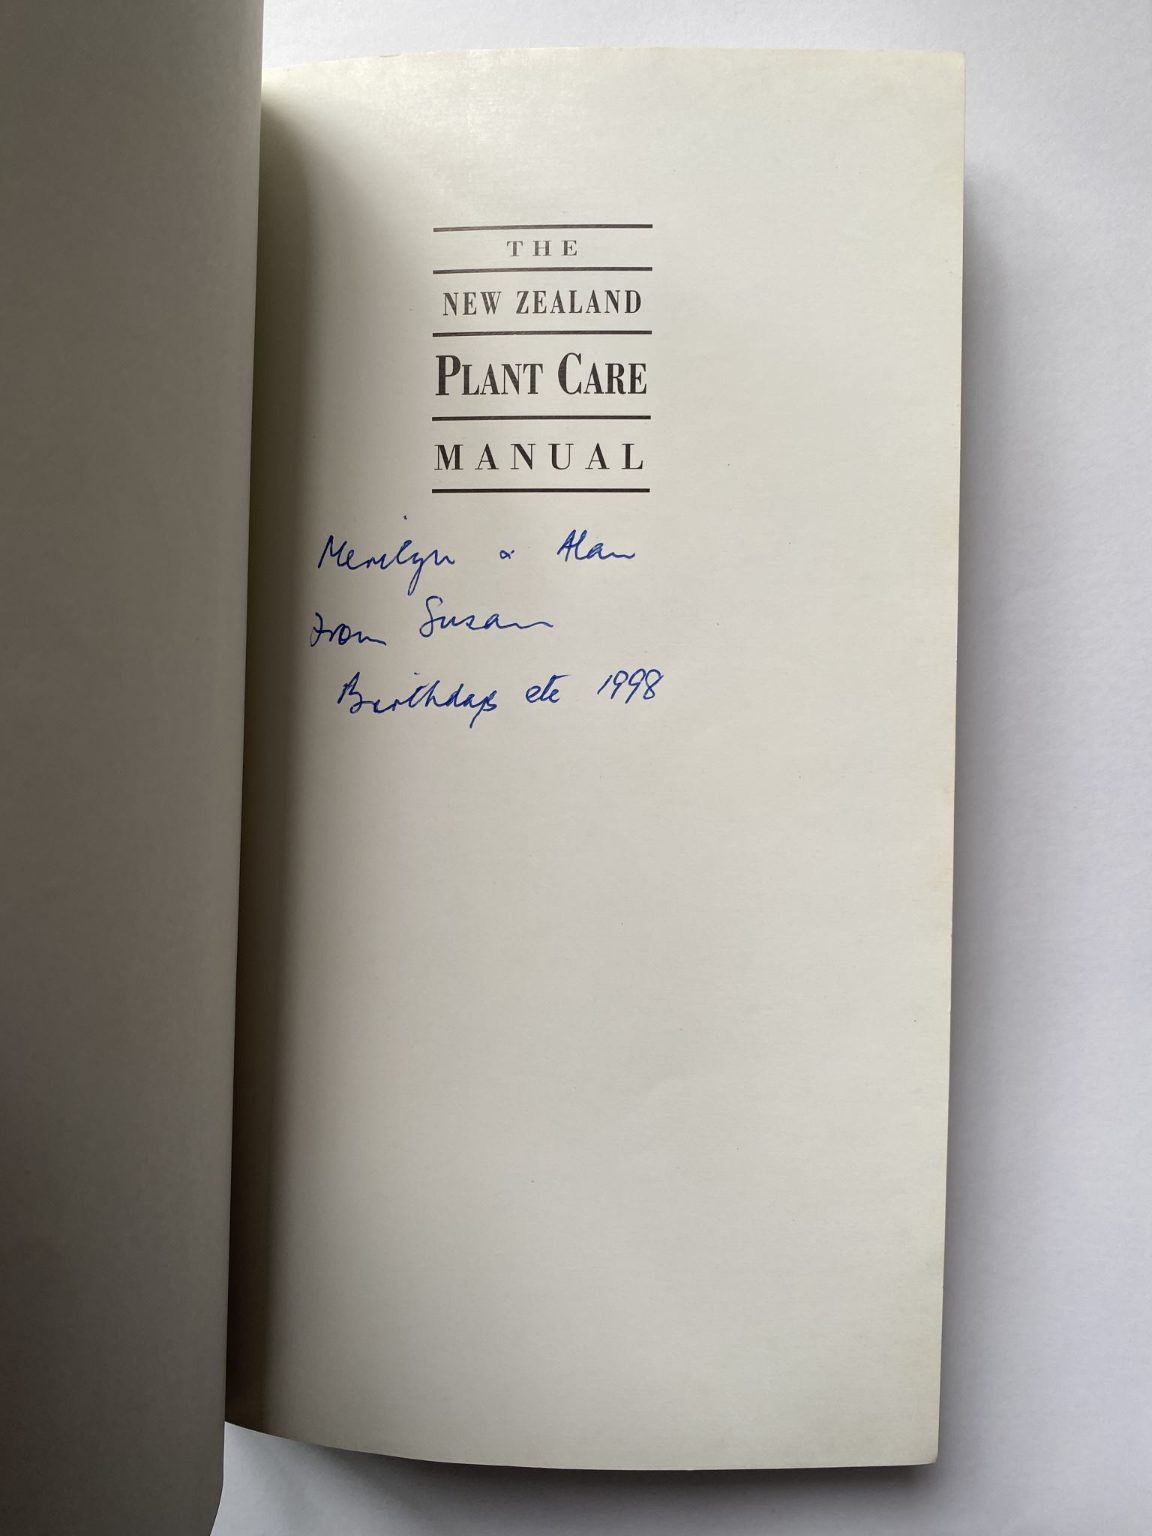 THE
NEW ZEALAND
PLANT CARE
MANUAL
Merilyn & Alan
From Susan
Birthdays etc 1998